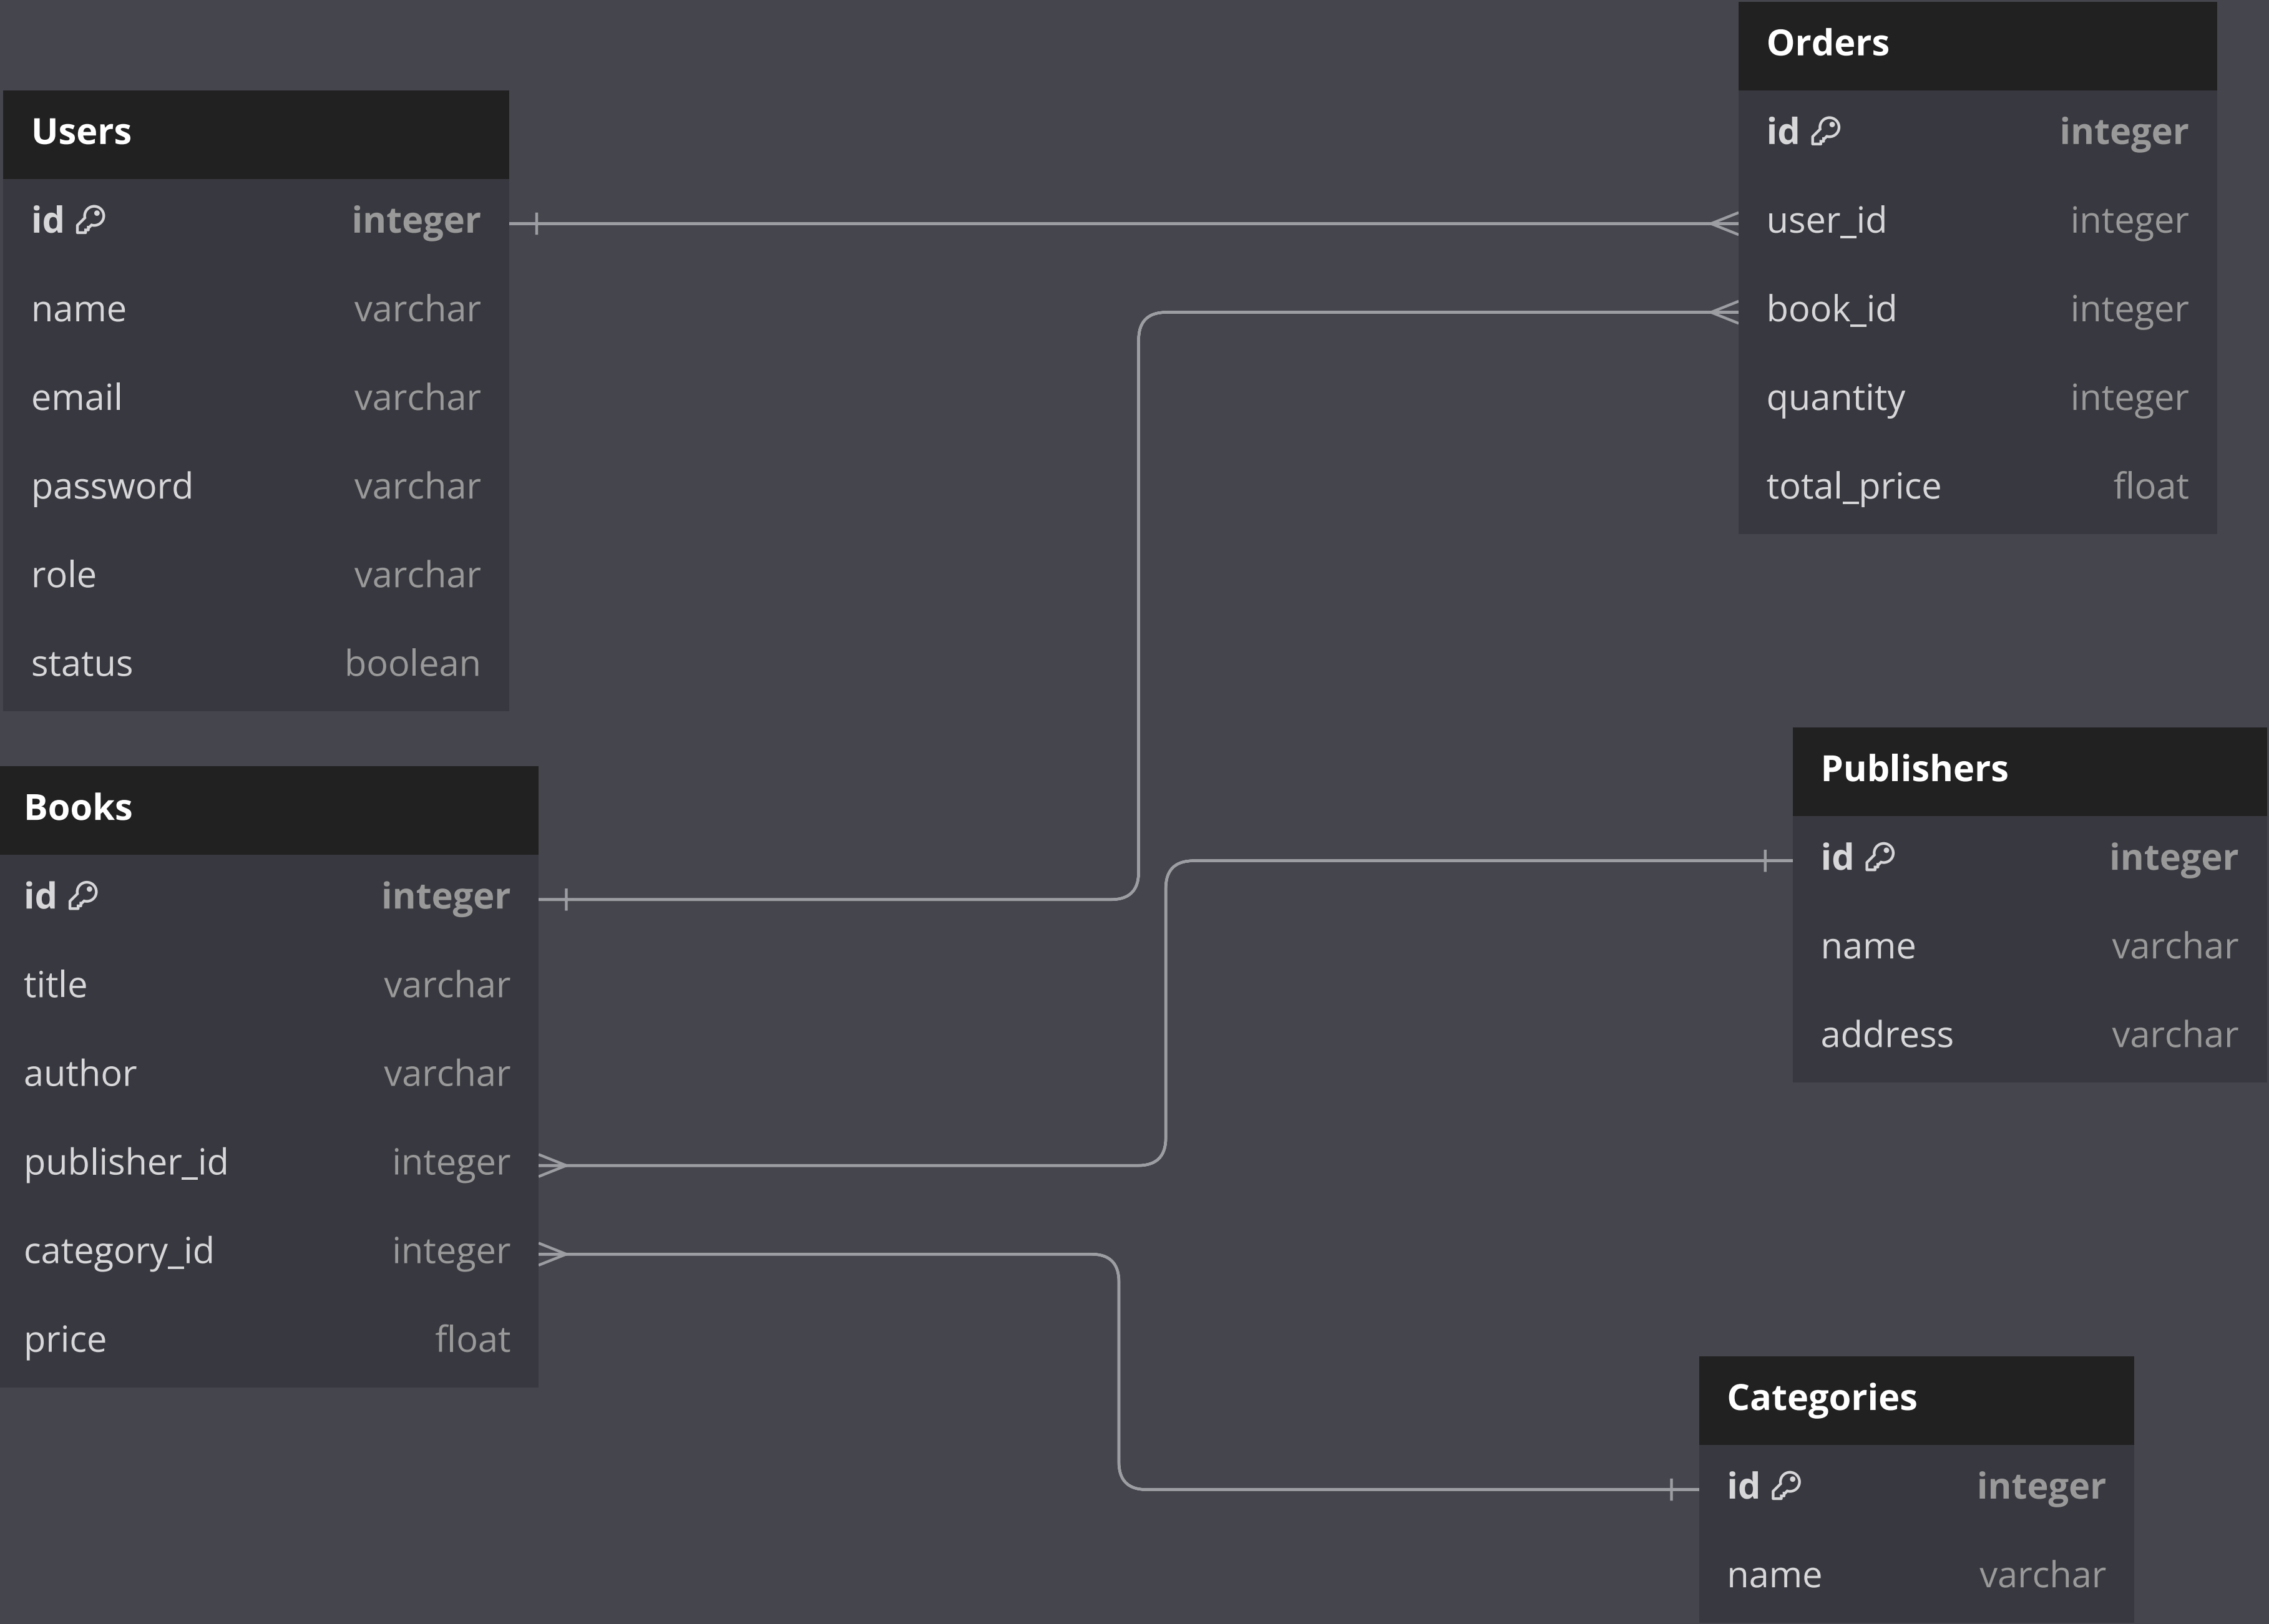 Users
id integer
name varchar
email varchar
password varchar
role varchar
status boolean
Orders
id integer
user_id integer
book_id integer
quantity integer
total_price float
Books
id integer
title varchar
author varchar
publisher_id integer
category_id integer
price float
Publishers
id integer
name varchar
address varchar
Categories
id integer
name varchar